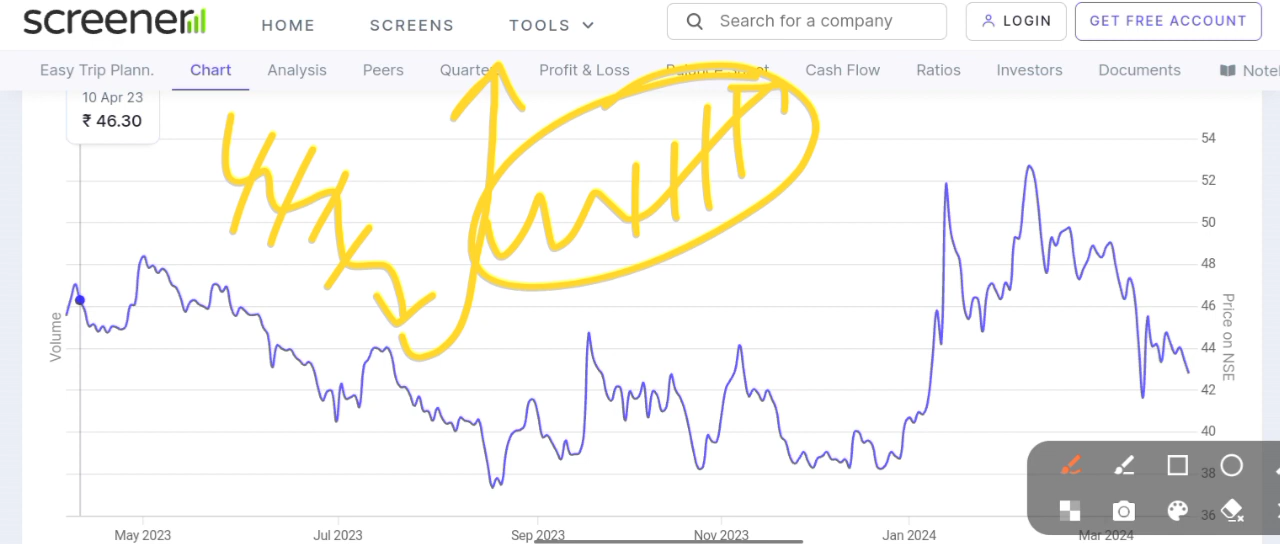 screener HOME SCREENS TOOLS Search for a company LOGIN GET FREE ACCOUNT
Easy Trip Plann. Chart Analysis Peers Quarte Profit & Loss Balance Sheet Cash Flow Ratios Investors Documents Note
10 Apr 23
₹ 46.30
54
52
50
48
46
44
42
40
38
36
Volume
Price on NSE
May 2023 Jul 2023 Sep 2023 Nov 2023 Jan 2024 Mar 2024